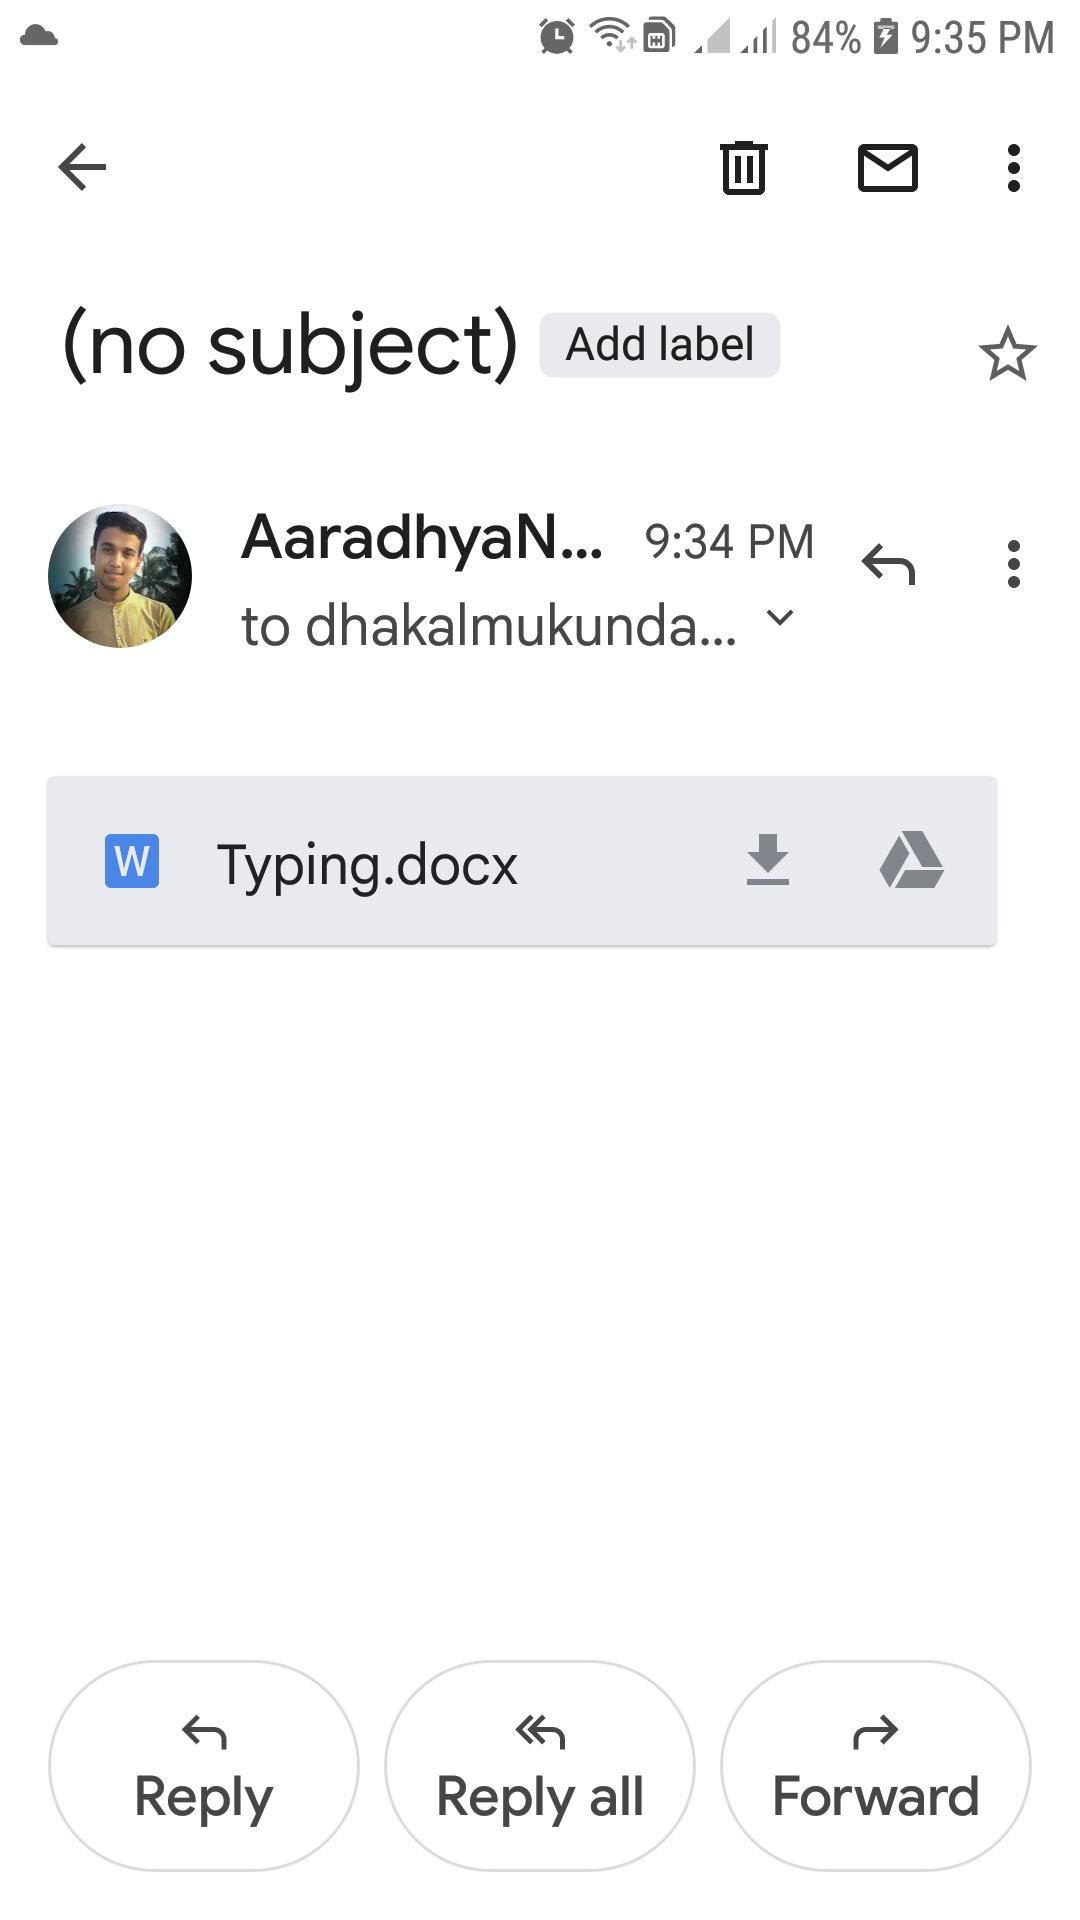 84% 9:35 PM
(no subject) Add label
AaradhyaN... 9:34 PM
to dhakalmukunda...
W Typing.docx
Reply Reply all Forward